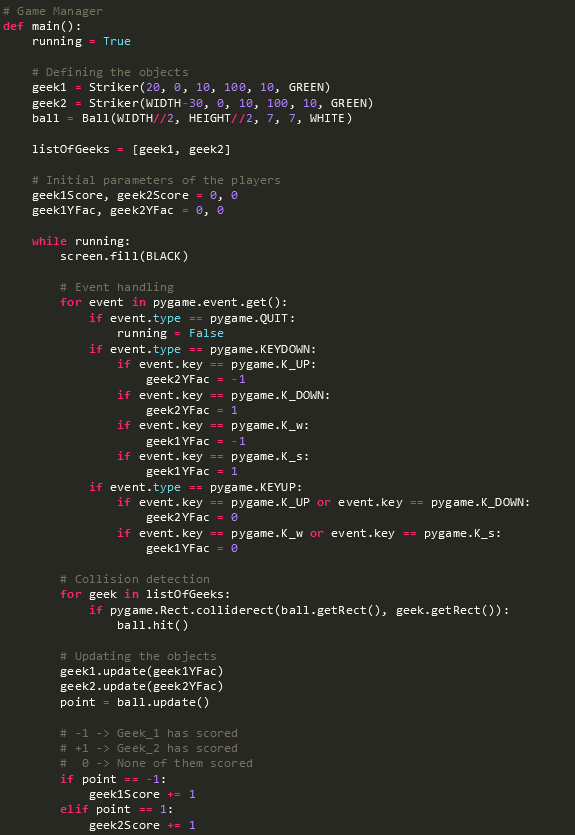 # Game Manager
def main():
    running = True

    # Defining the objects
    geek1 = Striker(20, 0, 10, 100, 10, GREEN)
    geek2 = Striker(WIDTH-30, 0, 10, 100, 10, GREEN)
    ball = Ball(WIDTH//2, HEIGHT//2, 7, 7, WHITE)

    listOfGeeks = [geek1, geek2]

    # Initial parameters of the players
    geek1Score, geek2Score = 0, 0
    geek1YFac, geek2YFac = 0, 0

    while running:
        screen.fill(BLACK)

        # Event handling
        for event in pygame.event.get():
            if event.type == pygame.QUIT:
                running = False
            if event.type == pygame.KEYDOWN:
                if event.key == pygame.K_UP:
                    geek2YFac = -1
                if event.key == pygame.K_DOWN:
                    geek2YFac = 1
                if event.key == pygame.K_w:
                    geek1YFac = -1
                if event.key == pygame.K_s:
                    geek1YFac = 1
            if event.type == pygame.KEYUP:
                if event.key == pygame.K_UP or event.key == pygame.K_DOWN:
                    geek2YFac = 0
                if event.key == pygame.K_w or event.key == pygame.K_s:
                    geek1YFac = 0

        # Collision detection
        for geek in listOfGeeks:
            if pygame.Rect.colliderect(ball.getRect(), geek.getRect()):
                ball.hit()

        # Updating the objects
        geek1.update(geek1YFac)
        geek2.update(geek2YFac)
        point = ball.update()

        # -1 -> Geek_1 has scored
        # +1 -> Geek_2 has scored
        #  0 -> None of them scored
        if point == -1:
            geek1Score += 1
        elif point == 1:
            geek2Score += 1